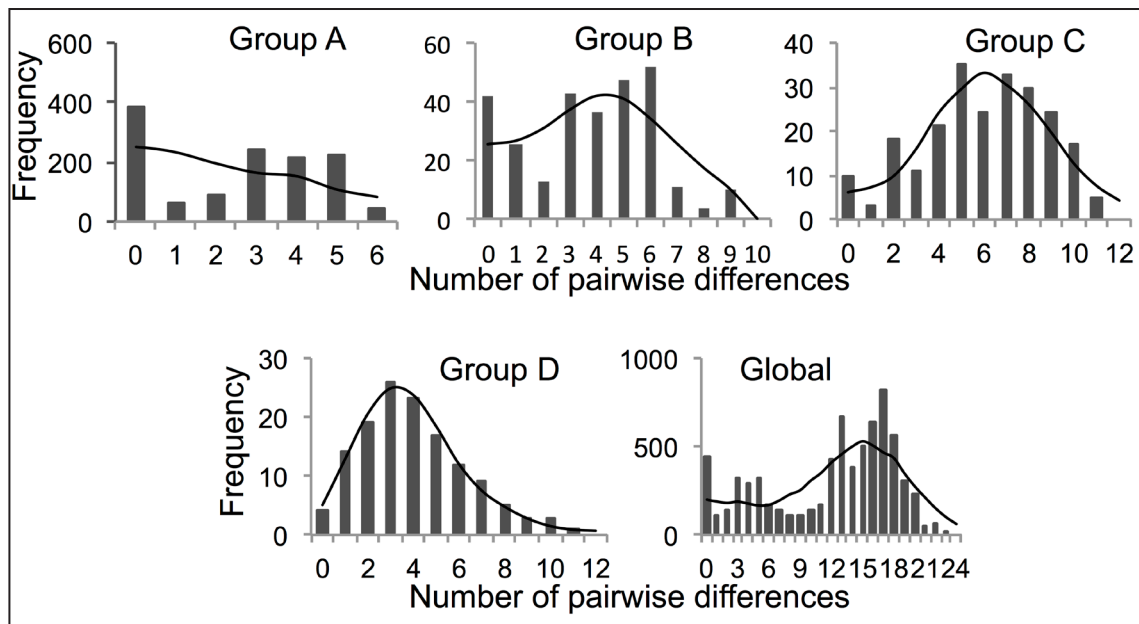 Group A
Group B
Group C
Frequency
600
400
200
0
0 1 2 3 4 5 6
60
40
20
0
0 1 2 3 4 5 6 7 8 9 10
40
30
20
10
0
0 2 4 6 8 10 12
Number of pairwise differences
Group D
Global
Frequency
30
20
10
0
0 2 4 6 8 10 12
1000
500
0
0 3 6 9 12 15 18 21 24
Number of pairwise differences
Number of pairwise differences